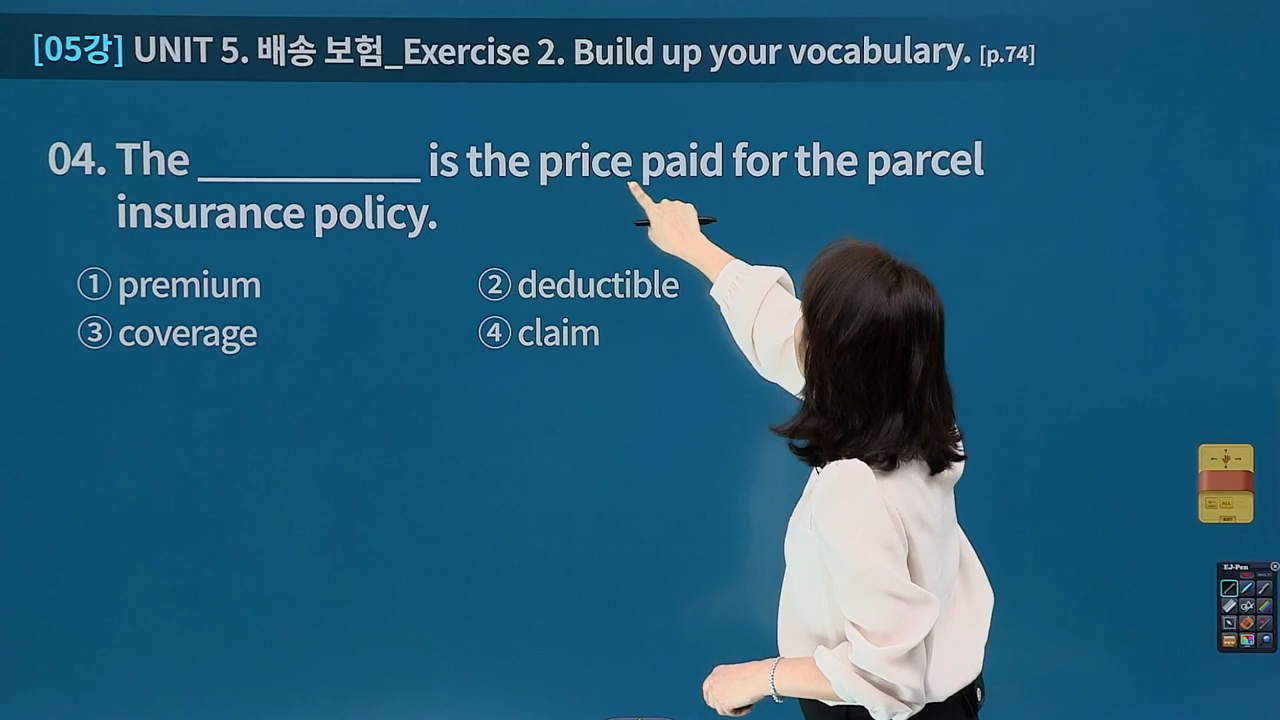 [05강] UNIT 5. 배송 보험_Exercise 2. Build up your vocabulary. [p.74]
04. The __________ is the price paid for the parcel
insurance policy.
① premium
② deductible
③ coverage
④ claim
EJ-Pen